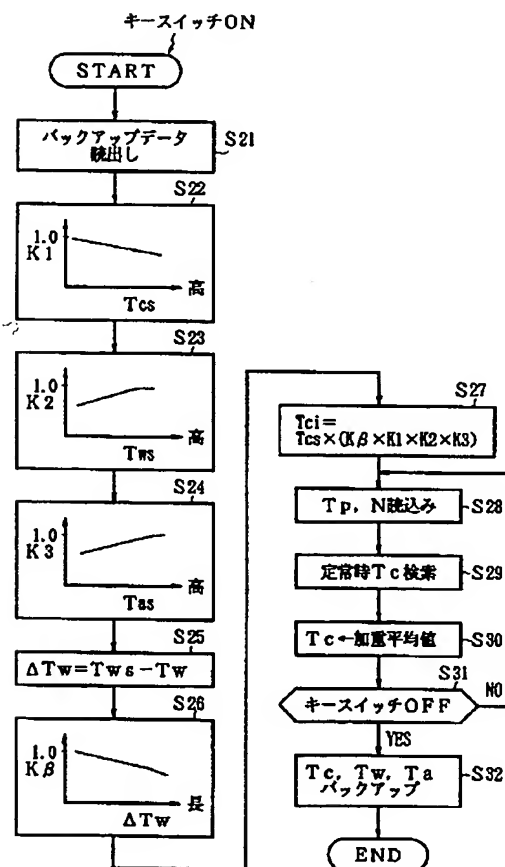 キースイッチON
START
バックアップデータ
読出し
S21
S22
1.0
K1
Tcs
高
S23
1.0
K2
Tws
高
S24
1.0
K3
Tas
高
S25
ΔTw=Tws-Tw
S26
1.0
Kβ
長
ΔTw
S27
Tci=
Tcs×(Kβ×K1×K2×K3)
Tp, N読込み
S28
定常時Tc検索
S29
Tc←加重平均値
S30
S31
キースイッチOFF
NO
YES
Tc, Tw, Ta
バックアップ
S32
END